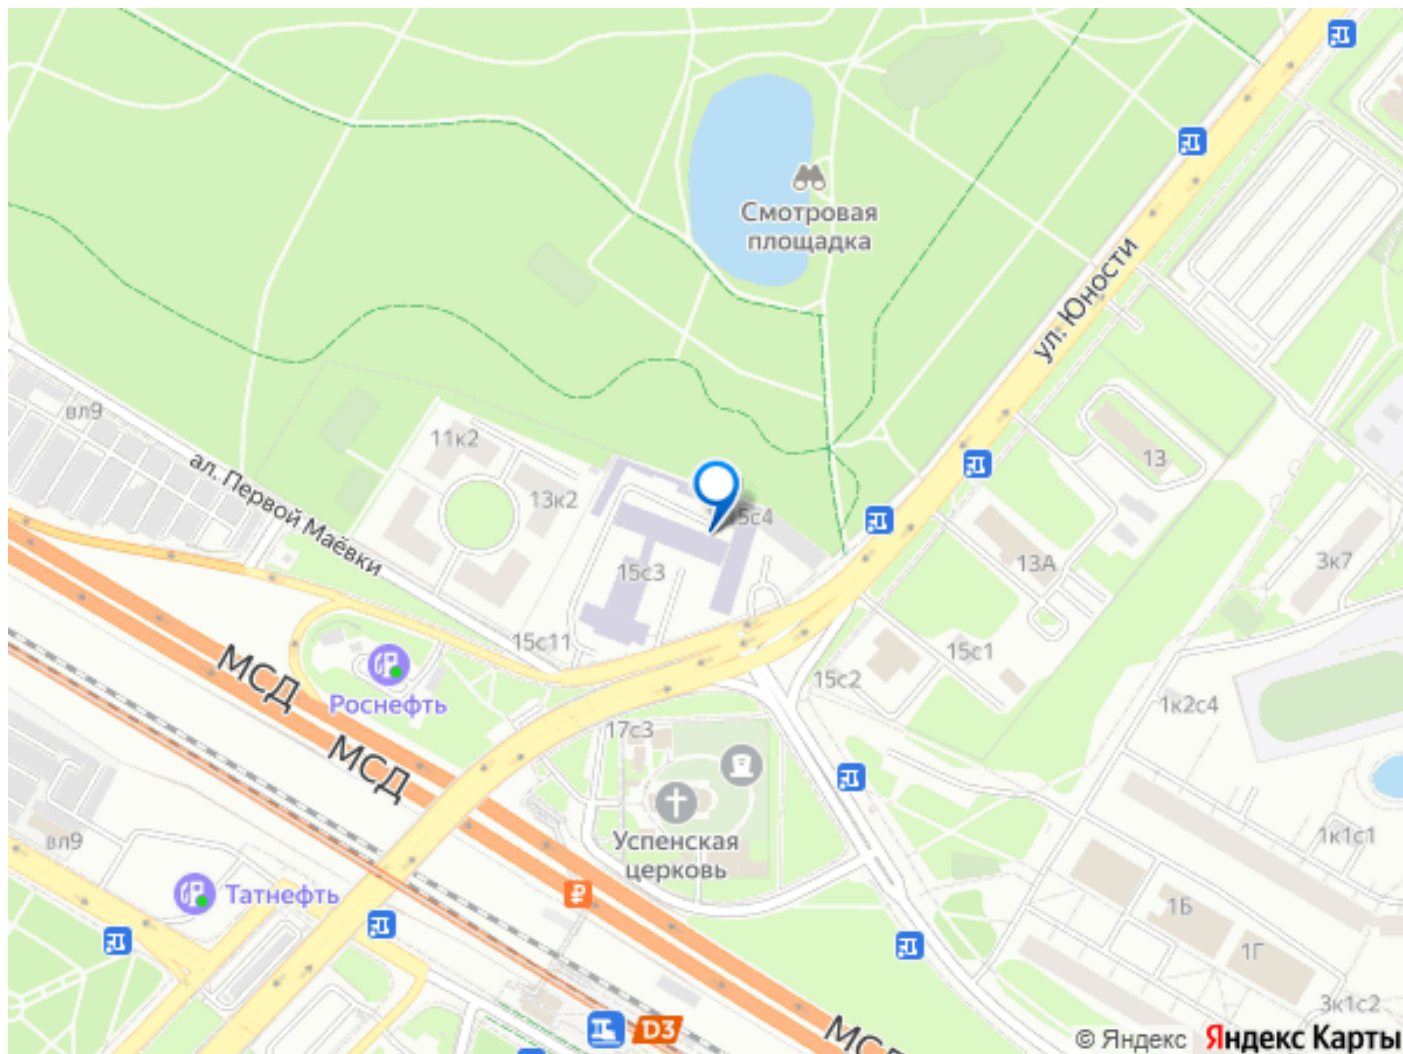 Смотровая
площадка
ул. Юности
вл9
11к2
ал. Первой Маёвки
13к2
15с4
13
15с3
13А
3к7
15с11
15с1
МСД
Роснефть
15с2
1к2с4
17с3
МСД
Успенская
церковь
вл9
1к1с1
Татнефть
₽
1Б
1Г
3к1с2
D3
МСД
© Яндекс Яндекс Карты